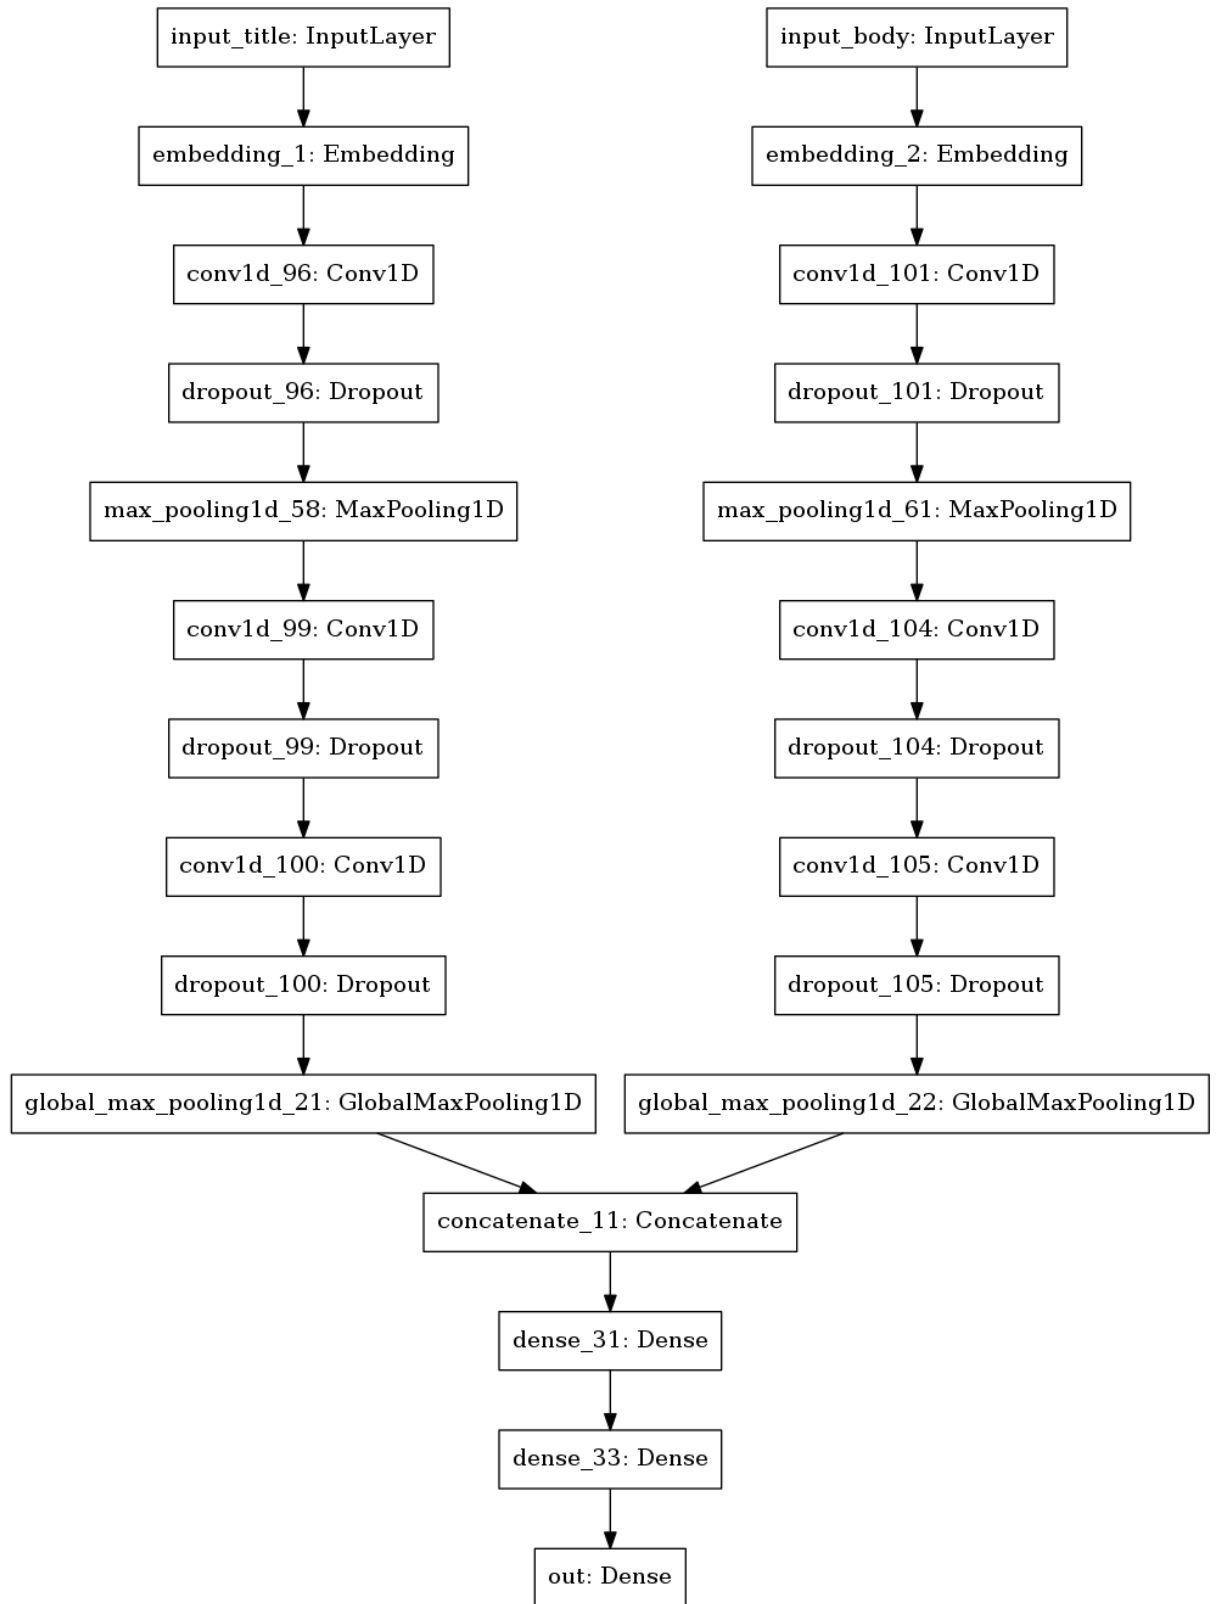 input_title: InputLayer
input_body: InputLayer
embedding_1: Embedding
embedding_2: Embedding
conv1d_96: Conv1D
conv1d_101: Conv1D
dropout_96: Dropout
dropout_101: Dropout
max_pooling1d_58: MaxPooling1D
max_pooling1d_61: MaxPooling1D
conv1d_99: Conv1D
conv1d_104: Conv1D
dropout_99: Dropout
dropout_104: Dropout
conv1d_100: Conv1D
conv1d_105: Conv1D
dropout_100: Dropout
dropout_105: Dropout
global_max_pooling1d_21: GlobalMaxPooling1D
global_max_pooling1d_22: GlobalMaxPooling1D
concatenate_11: Concatenate
dense_31: Dense
dense_33: Dense
out: Dense